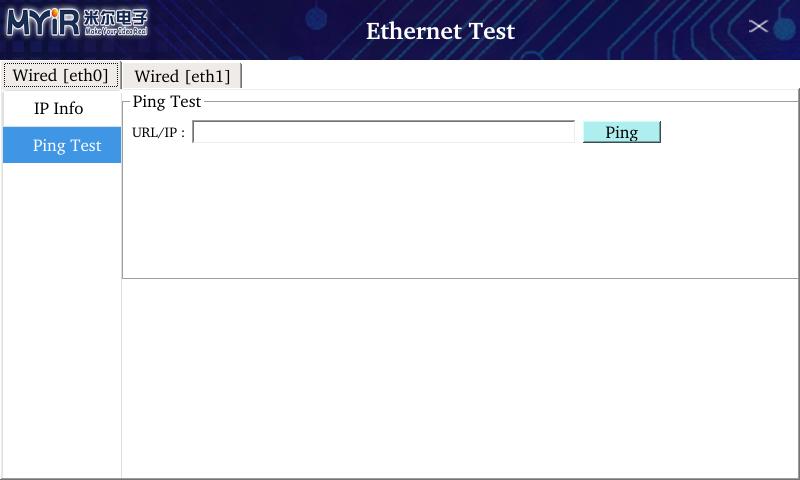 MYiR 米尔电子
Make Your Idea Real
Ethernet Test
Wired [eth0]
Wired [eth1]
IP Info
Ping Test
Ping Test
URL/IP :
Ping